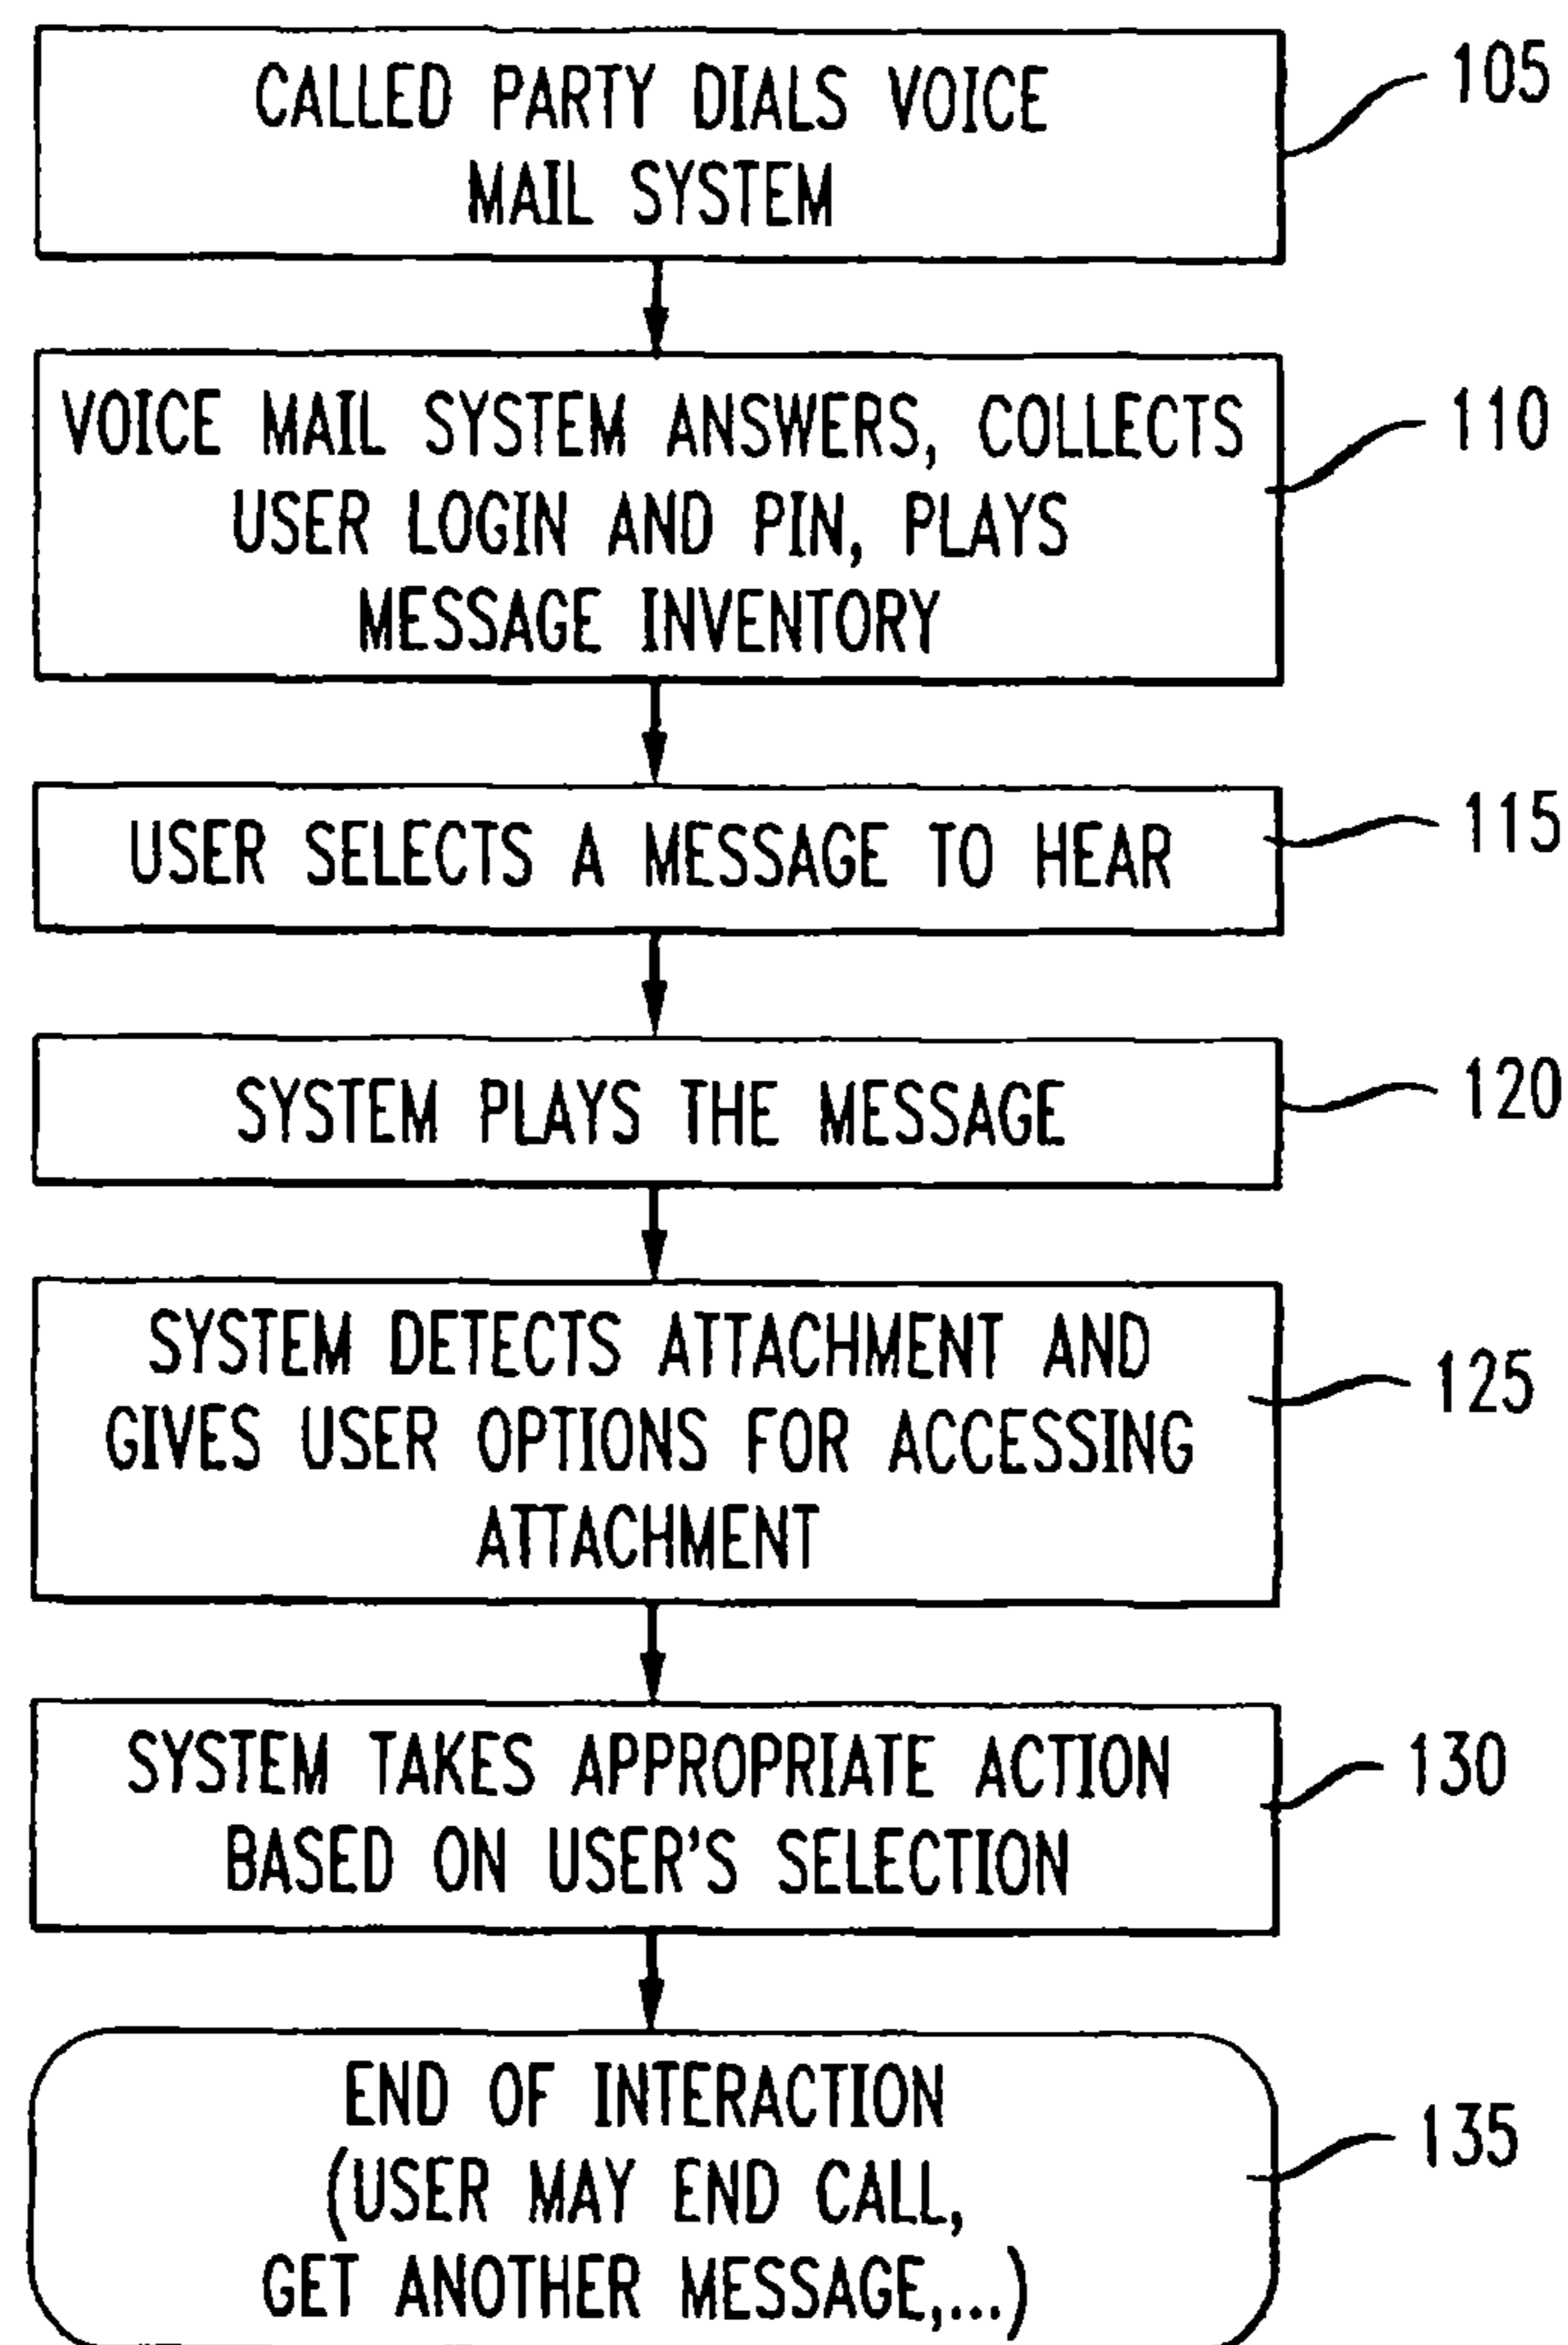 CALLED PARTY DIALS VOICE
MAIL SYSTEM
105
VOICE MAIL SYSTEM ANSWERS, COLLECTS
USER LOGIN AND PIN, PLAYS
MESSAGE INVENTORY
110
USER SELECTS A MESSAGE TO HEAR
115
SYSTEM PLAYS THE MESSAGE
120
SYSTEM DETECTS ATTACHMENT AND
GIVES USER OPTIONS FOR ACCESSING
ATTACHMENT
125
SYSTEM TAKES APPROPRIATE ACTION
BASED ON USER'S SELECTION
130
END OF INTERACTION
(USER MAY END CALL,
GET ANOTHER MESSAGE,...)
135